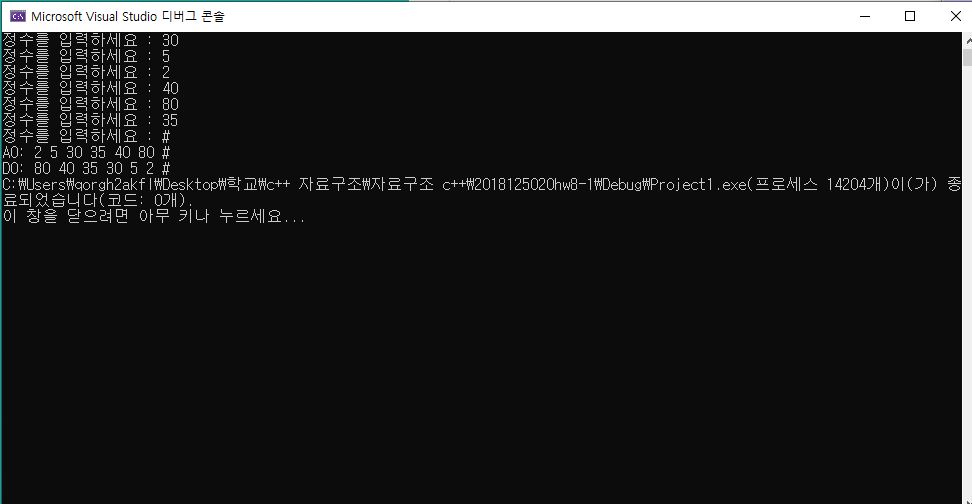 Microsoft Visual Studio 디버그 콘솔
정수를 입력하세요 : 30
정수를 입력하세요 : 5
정수를 입력하세요 : 2
정수를 입력하세요 : 40
정수를 입력하세요 : 80
정수를 입력하세요 : 35
정수를 입력하세요 : #
AO: 2 5 30 35 40 80 #
DO: 80 40 35 30 5 2 #
C:₩Users₩qorgh2akfl₩Desktop₩학교₩c++ 자료구조₩자료구조 c++₩2018125020hw8-1₩Debug₩Project1.exe(프로세스 14204개)이(가) 종
료되었습니다(코드: 0개).
이 창을 닫으려면 아무 키나 누르세요...